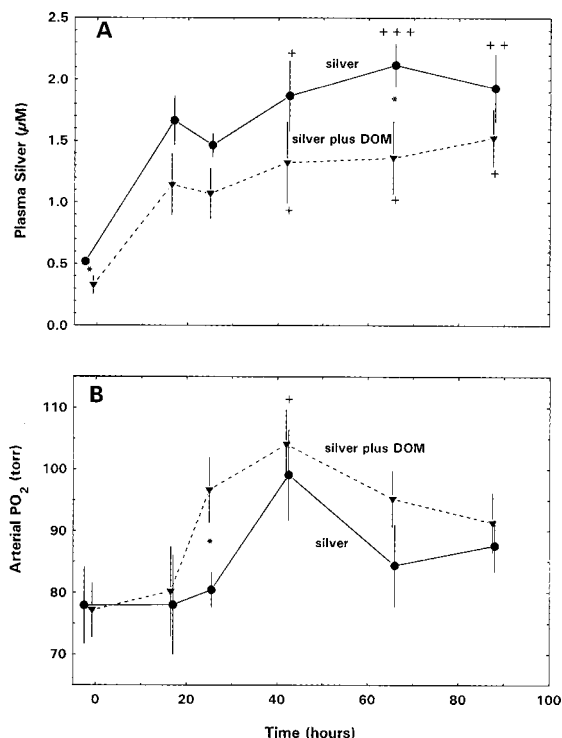 A
2.5
+ + +
+ +
+
silver
2.0
*
Plasma Silver (μM)
1.5
silver plus DOM
1.0
+
+
+
0.5
*
0.0
B
110
+
silver plus DOM
100
Arterial PO2 (torr)
90
*
silver
80
70
0 20 40 60 80 100
Time (hours)